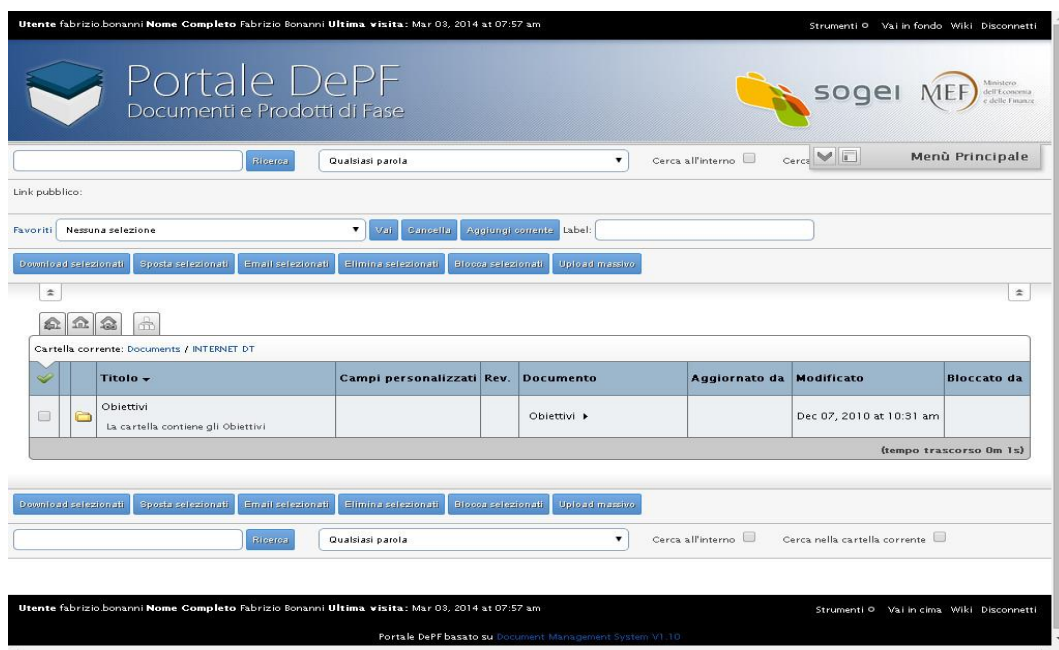 Utente fabrizio.bonanni Nome Completo Fabrizio Bonanni Ultima visita: Mar 03, 2014 at 07:57 am Strumenti Vai in fondo Wiki Disconnetti
Portale DePF
Documenti e Prodotti di Fase
sogei MEF Ministero dell'Economia e delle Finanze
Ricerca Qualsiasi parola Cerca all'interno Cerca Menù Principale
Link pubblico:
Favoriti Nessuna selezione Vai Cancella Aggiungi corrente Label:
Download selezionati Sposta selezionati Email selezionati Elimina selezionati Blocca selezionati Upload massivo
Cartella corrente: Documents / INTERNET DT
Titolo Campi personalizzati Rev. Documento Aggiornato da Modificato Bloccato da
Obiettivi
La cartella contiene gli Obiettivi
Obiettivi Dec 07, 2010 at 10:31 am
(tempo trascorso 0m 1s)
Download selezionati Sposta selezionati Email selezionati Elimina selezionati Blocca selezionati Upload massivo
Ricerca Qualsiasi parola Cerca all'interno Cerca nella cartella corrente
Utente fabrizio.bonanni Nome Completo Fabrizio Bonanni Ultima visita: Mar 03, 2014 at 07:57 am Strumenti Vai in cima Wiki Disconnetti
Portale DePF basato su Document Management System V1.10